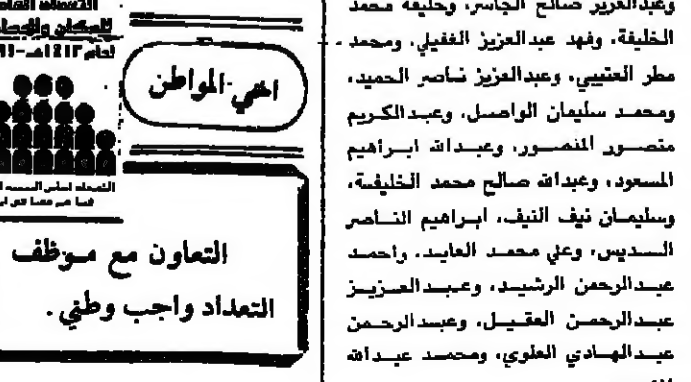 وعبدالعزيز صالح الجاسر، وخليفة محمد
الخليفة، وفهد عبدالعزيز الغفيلي، ومحمد
مطر العتيبي، وعبدالعزيز ناصر الحميد،
ومحمد سليمان الواصل، وعبدالكريم
منصور المنصور، وعبدالله ابراهيم
المسعود، وعبدالله صالح محمد الخليفة،
وسليمان نيف النيف، ابراهيم الناصر
السديس، وعلي محمد العايد، واحمد
عبدالرحمن الرشيد، وعبدالعزيز
عبدالرحمن العقيل، وعبدالرحمن
عبدالهادي العلوي، ومحمد عبدالله
للسكان
لعام ١٤١٣هـ
اخي المواطن
التعاون مع موظف
التعداد واجب وطني.